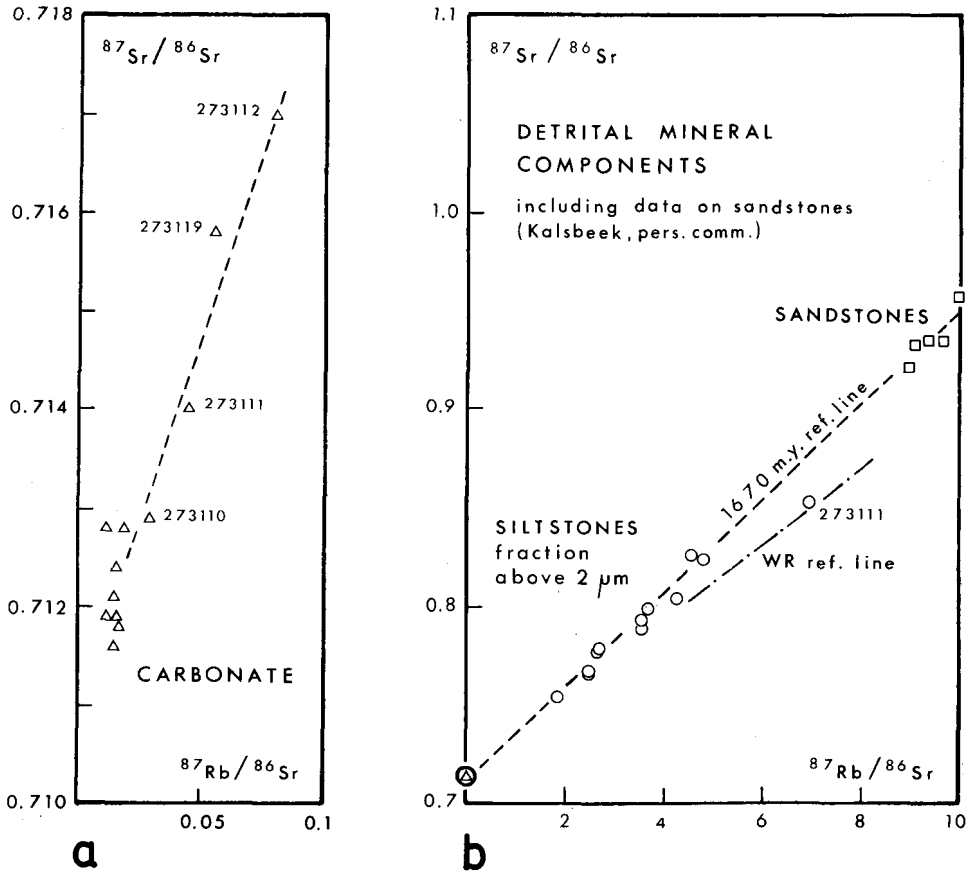 0.718
87Sr/86Sr
273112
0.716
273119
0.714
273111
273110
0.712
CARBONATE
87Rb/86Sr
0.710
0.05
0.1
a
1.1
87Sr/86Sr
DETRITAL MINERAL
COMPONENTS
including data on sandstones
(Kalsbeek, pers. comm.)
1.0
SANDSTONES
0.9
1670 m.y. ref. line
273111
SILTSTONES
fraction
above 2 μm
WR ref. line
0.8
87Rb/86Sr
0.7
2
4
6
8
10
b